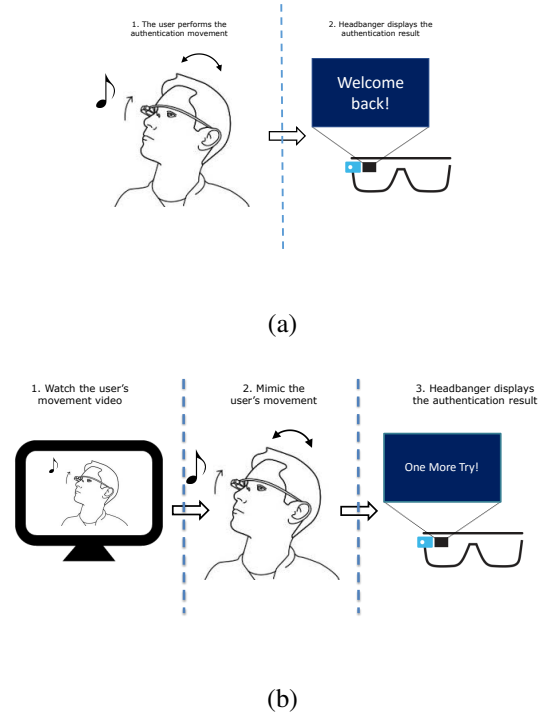 1. The user performs the
authentication movement
2. Headbanger displays the
authentication result
Welcome
back!
(a)
1. Watch the user's
movement video
2. Mimic the
user's movement
3. Headbanger displays
the authentication result
One More Try!
(b)